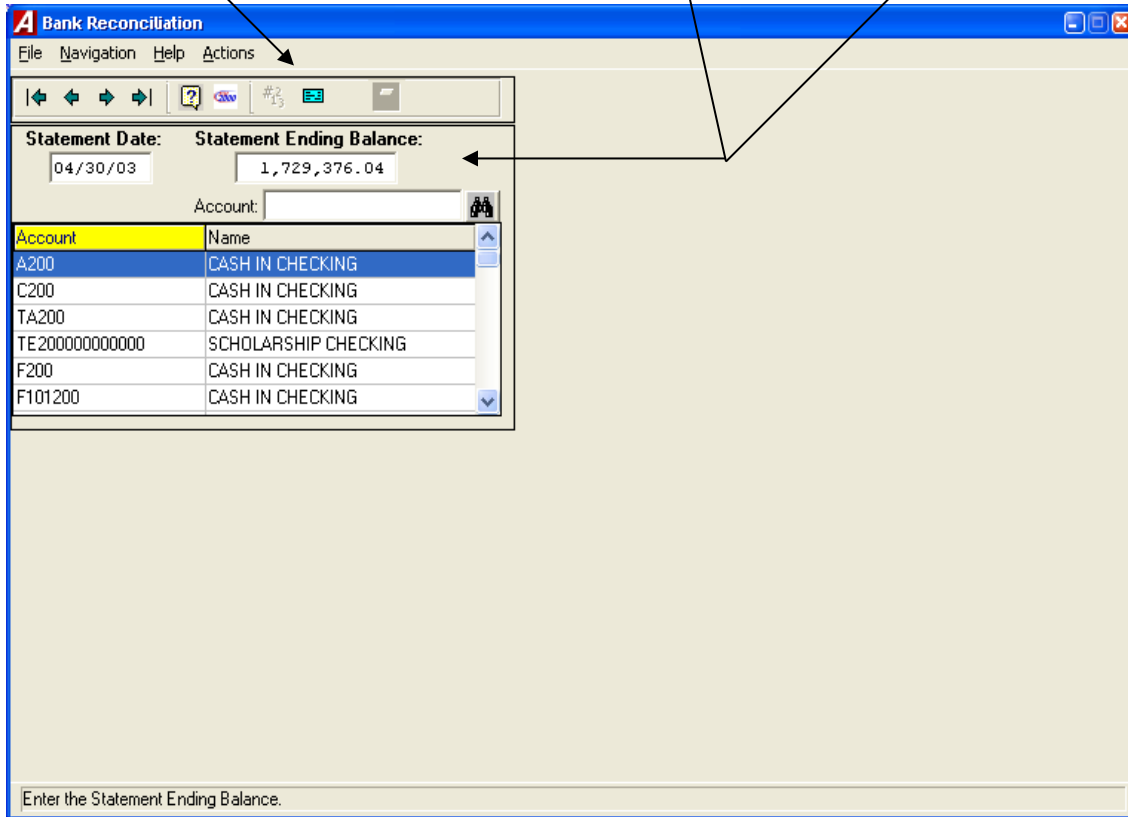 Bank Reconciliation
File Navigation Help Actions
Statement Date: Statement Ending Balance:
04/30/03 1,729,376.04
Account:
Account Name
A200 CASH IN CHECKING
C200 CASH IN CHECKING
TA200 CASH IN CHECKING
TE200000000000 SCHOLARSHIP CHECKING
F200 CASH IN CHECKING
F101200 CASH IN CHECKING
Enter the Statement Ending Balance.